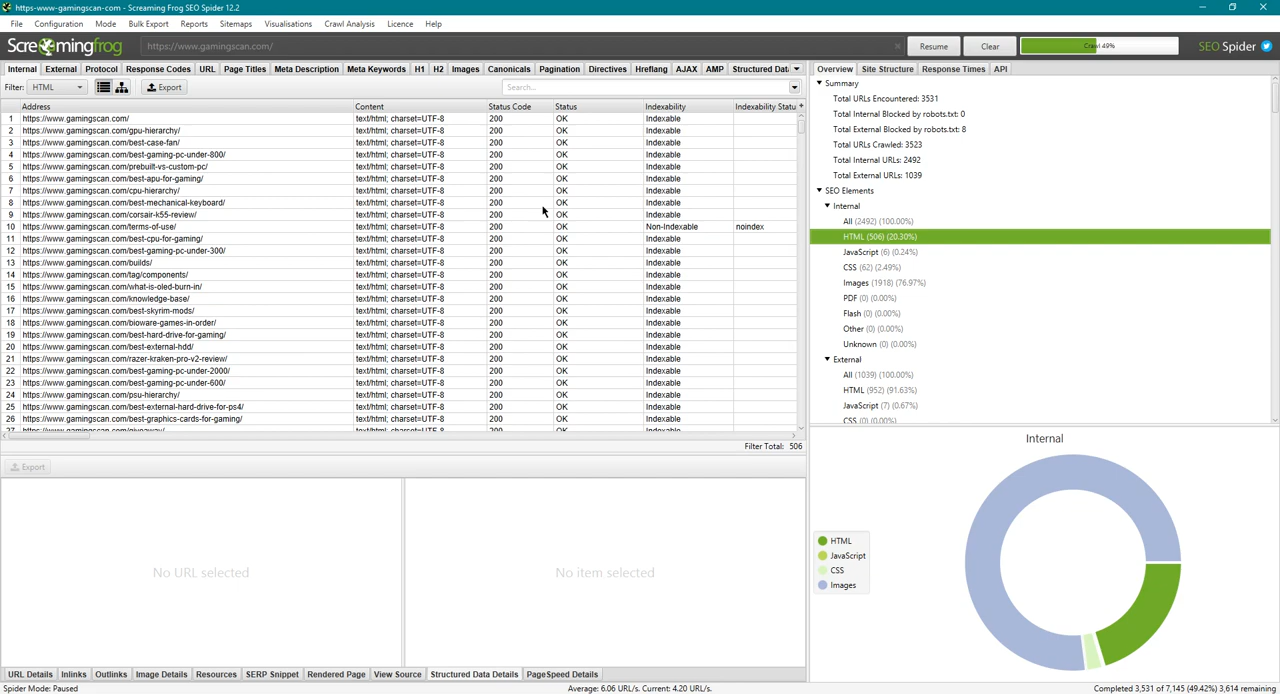 https-www-gamingscan-com - Screaming Frog SEO Spider 12.2
File Configuration Mode Bulk Export Reports Sitemaps Visualisations Crawl Analysis Licence Help
Screamingfrog https://www.gamingscan.com/ Resume Clear Crawl 49% SEO Spider
Internal External Protocol Response Codes URL Page Titles Meta Description Meta Keywords H1 H2 Images Canonicals Pagination Directives Hreflang AJAX AMP Structured Dat
Filter: HTML Export Search...
Address Content Status Code Status Indexability Indexability Statu
1 https://www.gamingscan.com/ text/html; charset=UTF-8 200 OK Indexable
2 https://www.gamingscan.com/gpu-hierarchy/ text/html; charset=UTF-8 200 OK Indexable
3 https://www.gamingscan.com/best-case-fan/ text/html; charset=UTF-8 200 OK Indexable
4 https://www.gamingscan.com/best-gaming-pc-under-800/ text/html; charset=UTF-8 200 OK Indexable
5 https://www.gamingscan.com/prebuilt-vs-custom-pc/ text/html; charset=UTF-8 200 OK Indexable
6 https://www.gamingscan.com/best-apu-for-gaming/ text/html; charset=UTF-8 200 OK Indexable
7 https://www.gamingscan.com/cpu-hierarchy/ text/html; charset=UTF-8 200 OK Indexable
8 https://www.gamingscan.com/best-mechanical-keyboard/ text/html; charset=UTF-8 200 OK Indexable
9 https://www.gamingscan.com/corsair-k55-review/ text/html; charset=UTF-8 200 OK Indexable
10 https://www.gamingscan.com/terms-of-use/ text/html; charset=UTF-8 200 OK Non-Indexable noindex
11 https://www.gamingscan.com/best-cpu-for-gaming/ text/html; charset=UTF-8 200 OK Indexable
12 https://www.gamingscan.com/best-gaming-pc-under-300/ text/html; charset=UTF-8 200 OK Indexable
13 https://www.gamingscan.com/builds/ text/html; charset=UTF-8 200 OK Indexable
14 https://www.gamingscan.com/tag/components/ text/html; charset=UTF-8 200 OK Indexable
15 https://www.gamingscan.com/what-is-oled-burn-in/ text/html; charset=UTF-8 200 OK Indexable
16 https://www.gamingscan.com/knowledge-base/ text/html; charset=UTF-8 200 OK Indexable
17 https://www.gamingscan.com/best-skyrim-mods/ text/html; charset=UTF-8 200 OK Indexable
18 https://www.gamingscan.com/bioware-games-in-order/ text/html; charset=UTF-8 200 OK Indexable
19 https://www.gamingscan.com/best-hard-drive-for-gaming/ text/html; charset=UTF-8 200 OK Indexable
20 https://www.gamingscan.com/best-external-hdd/ text/html; charset=UTF-8 200 OK Indexable
21 https://www.gamingscan.com/razer-kraken-pro-v2-review/ text/html; charset=UTF-8 200 OK Indexable
22 https://www.gamingscan.com/best-gaming-pc-under-2000/ text/html; charset=UTF-8 200 OK Indexable
23 https://www.gamingscan.com/best-gaming-pc-under-600/ text/html; charset=UTF-8 200 OK Indexable
24 https://www.gamingscan.com/psu-hierarchy/ text/html; charset=UTF-8 200 OK Indexable
25 https://www.gamingscan.com/best-external-hard-drive-for-ps4/ text/html; charset=UTF-8 200 OK Indexable
26 https://www.gamingscan.com/best-graphics-cards-for-gaming/ text/html; charset=UTF-8 200 OK Indexable
27 https://www.gamingscan.com/giveaway/ text/html; charset=UTF-8 200 OK Indexable
Filter Total: 506
Export
No URL selected
No item selected
URL Details Inlinks Outlinks Image Details Resources SERP Snippet Rendered Page View Source Structured Data Details PageSpeed Details
Overview Site Structure Response Times API
Summary
Total URLs Encountered: 3531
Total Internal Blocked by robots.txt: 0
Total External Blocked by robots.txt: 8
Total URLs Crawled: 3523
Total Internal URLs: 2492
Total External URLs: 1039
SEO Elements
Internal
All (2492) (100.00%)
HTML (506) (20.30%)
JavaScript (6) (0.24%)
CSS (62) (2.49%)
Images (1918) (76.97%)
PDF (0) (0.00%)
Flash (0) (0.00%)
Other (0) (0.00%)
Unknown (0) (0.00%)
External
All (1039) (100.00%)
HTML (952) (91.63%)
JavaScript (7) (0.67%)
CSS (0) (0.00%)
Internal
HTML
JavaScript
CSS
Images
Spider Mode: Paused Average: 6.06 URL/s. Current: 4.20 URL/s. Completed 3,531 of 7,145 (49.42%) 3,614 remaining